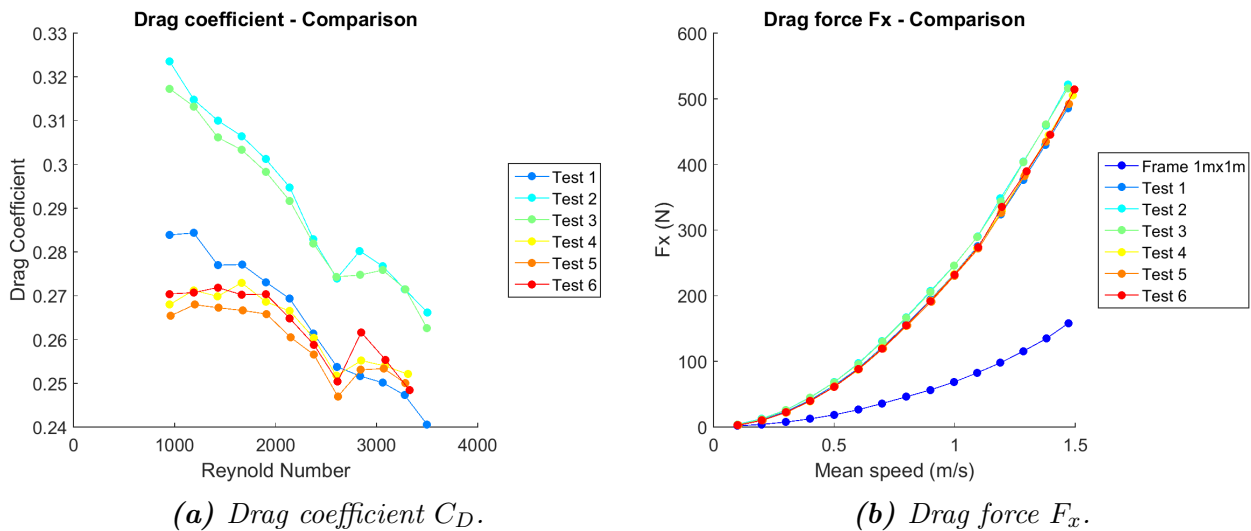 Drag coefficient - Comparison
0.33
0.32
0.31
0.3
0.29
0.28
0.27
0.26
0.25
0.24
0
1000
2000
3000
4000
Drag Coefficient
Reynold Number
Test 1
Test 2
Test 3
Test 4
Test 5
Test 6
(a) Drag coefficient C_D.
Drag force Fx - Comparison
600
500
400
300
200
100
0
0
0.5
1
1.5
Fx (N)
Mean speed (m/s)
Frame 1mx1m
Test 1
Test 2
Test 3
Test 4
Test 5
Test 6
(b) Drag force F_x.